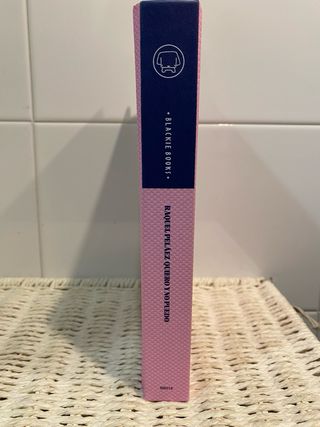 • BLACKIE BOOKS •
RAQUEL PELÁEZ QUIERO Y NO PUEDO